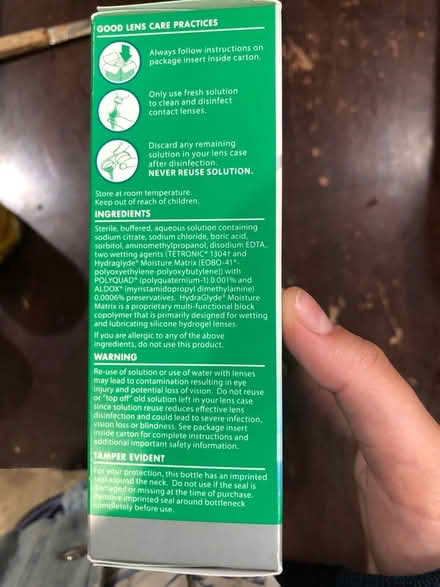 GOOD LENS CARE PRACTICES
Always follow instructions on
package insert inside carton.
Only use fresh solution
to clean and disinfect
contact lenses.
Discard any remaining
solution in your lens case
after disinfection.
NEVER REUSE SOLUTION.
Store at room temperature.
Keep out of reach of children.
INGREDIENTS
Sterile, buffered, aqueous solution containing
sodium citrate, sodium chloride, boric acid,
sorbitol, aminomethylpropanol, disodium EDTA,
two wetting agents (TETRONIC® 1304† and
Hydraglyde® Moisture Matrix [EOBO-41®-
polyoxyethylene-polyoxybutylene]) with
POLYQUAD® (polyquaternium-1) 0.001% and
ALDOX® (myristamidopropyl dimethylamine)
0.0006% preservatives. HydraGlyde® Moisture
Matrix is a proprietary multi-functional block
copolymer that is primarily designed for wetting
and lubricating silicone hydrogel lenses.
If you are allergic to any of the above
ingredients, do not use this product.
WARNING
Re-use of solution or use of water with lenses
may lead to contamination resulting in eye
injury and potential loss of vision. Do not reuse
or "top off" old solution left in your lens case
since solution reuse reduces effective lens
disinfection and could lead to severe infection,
vision loss or blindness. See package insert
inside carton for complete instructions and
additional important safety information.
TAMPER EVIDENT
For your protection, this bottle has an imprinted
seal around the neck. Do not use if the seal is
damaged or missing at the time of purchase.
Remove imprinted seal around bottleneck
completely before use.